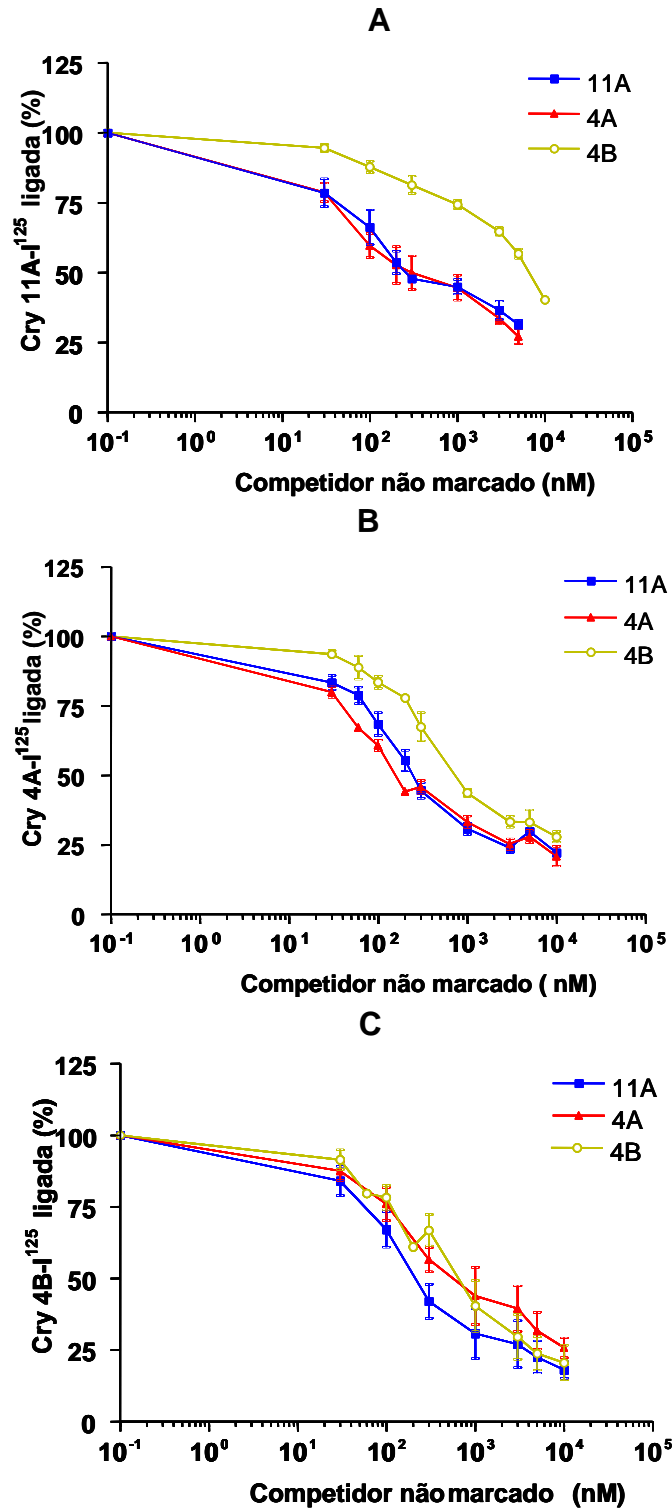 A
125
100
75
50
25
0
Cry 11A-I¹²⁵ ligada (%)
11A
4A
4B
10⁻¹ 10⁰ 10¹ 10² 10³ 10⁴ 10⁵
Competidor não marcado (nM)
B
125
100
75
50
25
0
Cry 4A-I¹²⁵ ligada (%)
11A
4A
4B
10⁻¹ 10⁰ 10¹ 10² 10³ 10⁴ 10⁵
Competidor não marcado ( nM)
C
125
100
75
50
25
0
Cry 4B-I¹²⁵ ligada (%)
11A
4A
4B
10⁻¹ 10⁰ 10¹ 10² 10³ 10⁴ 10⁵
Competidor não marcado (nM)